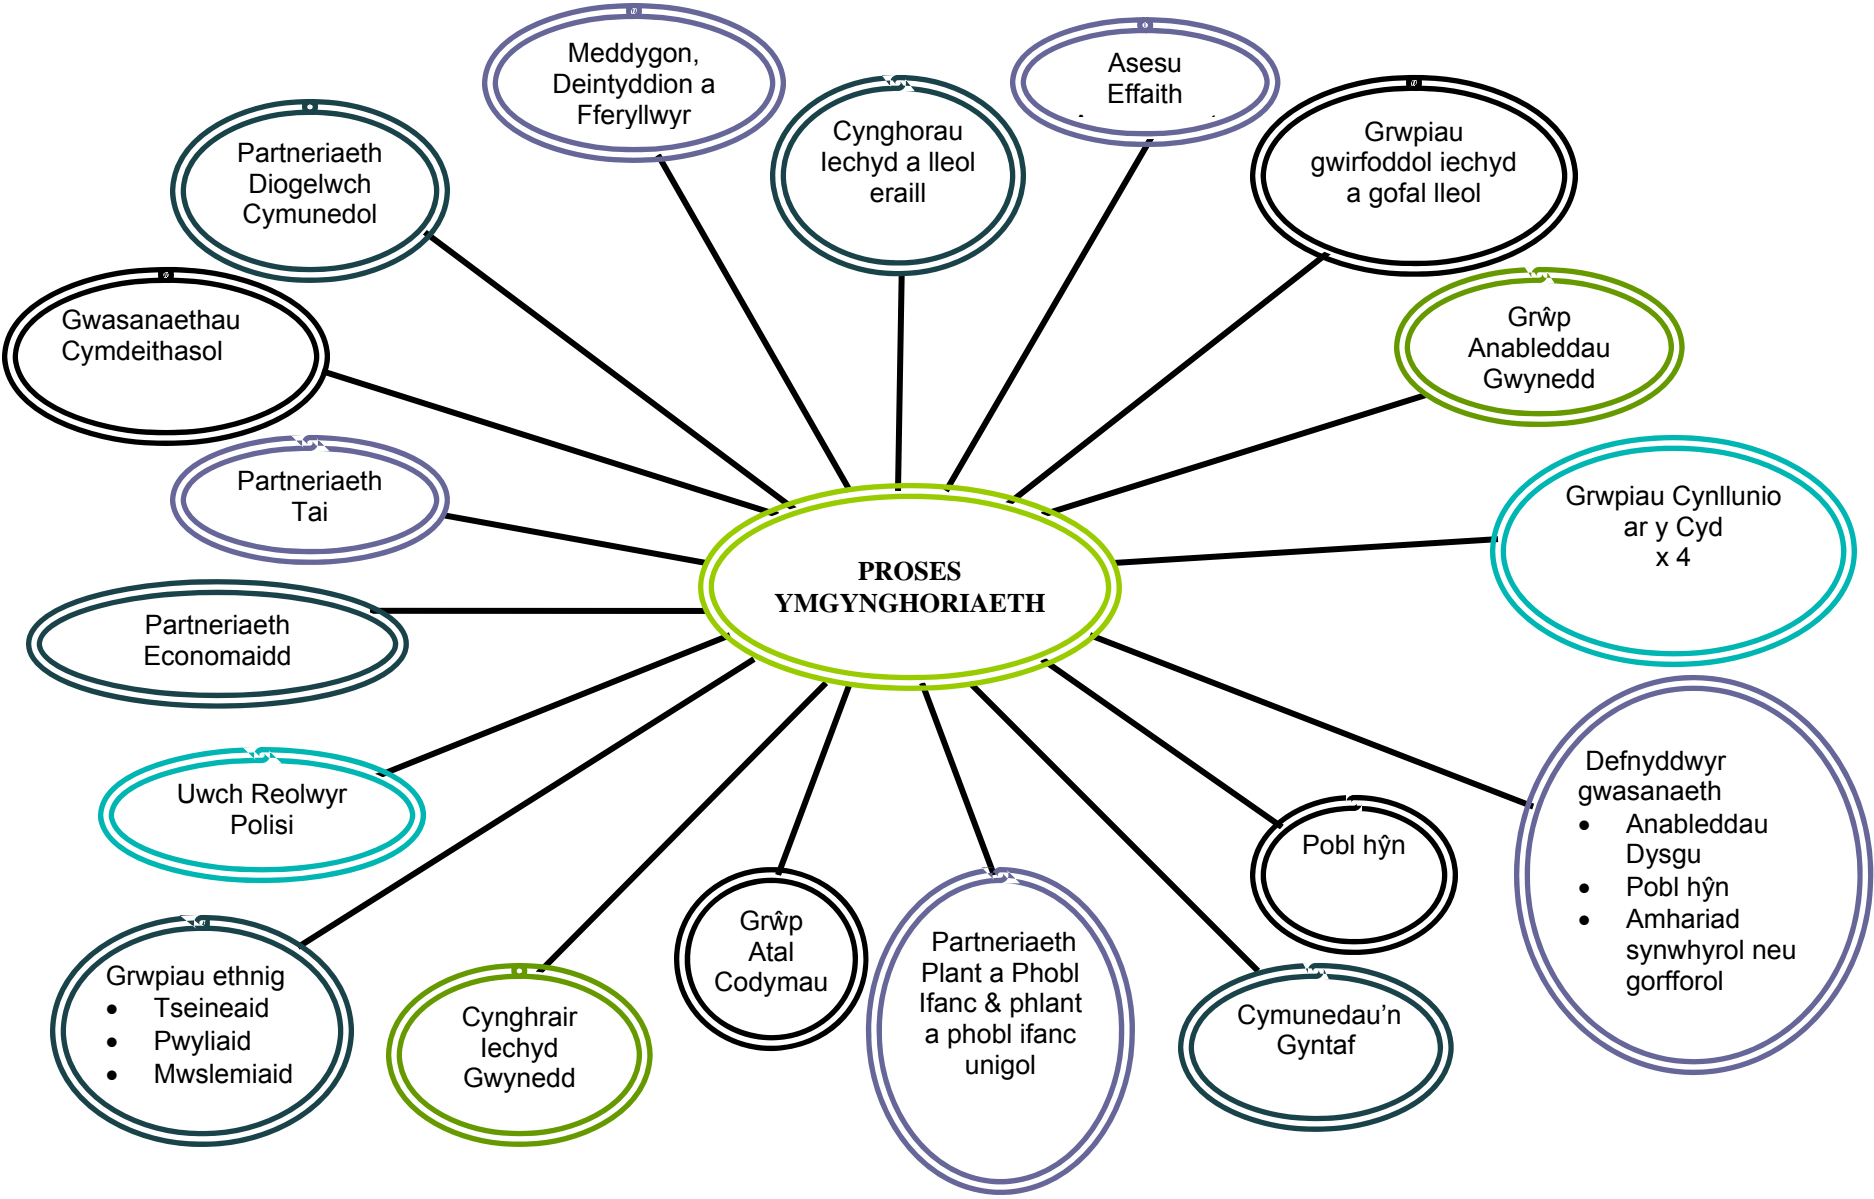 Meddygon,
Deintyddion a
Fferyllwyr
Asesu
Effaith
Cynghorau
Iechyd a lleol
eraill
Grwpiau
gwirfoddol iechyd
a gofal lleol
Partneriaeth
Diogelwch
Cymunedol
Gwasanaethau
Cymdeithasol
Grŵp
Anableddau
Gwynedd
Partneriaeth
Tai
Grwpiau Cynllunio
ar y Cyd
x 4
PROSES
YMGYNGHORIAETH
Partneriaeth
Economaidd
Uwch Reolwyr
Polisi
Defnyddwyr
gwasanaeth
• Anableddau
Dysgu
• Pobl hŷn
• Amhariad
synwhyrol neu
gorfforol
Pobl hŷn
Grwpiau ethnig
• Tseineaid
• Pwyliaid
• Mwslemiaid
Cynghrair
Iechyd
Gwynedd
Grŵp
Atal
Codymau
Partneriaeth
Plant a Phobl
Ifanc & phlant
a phobl ifanc
unigol
Cymunedau’n
Gyntaf